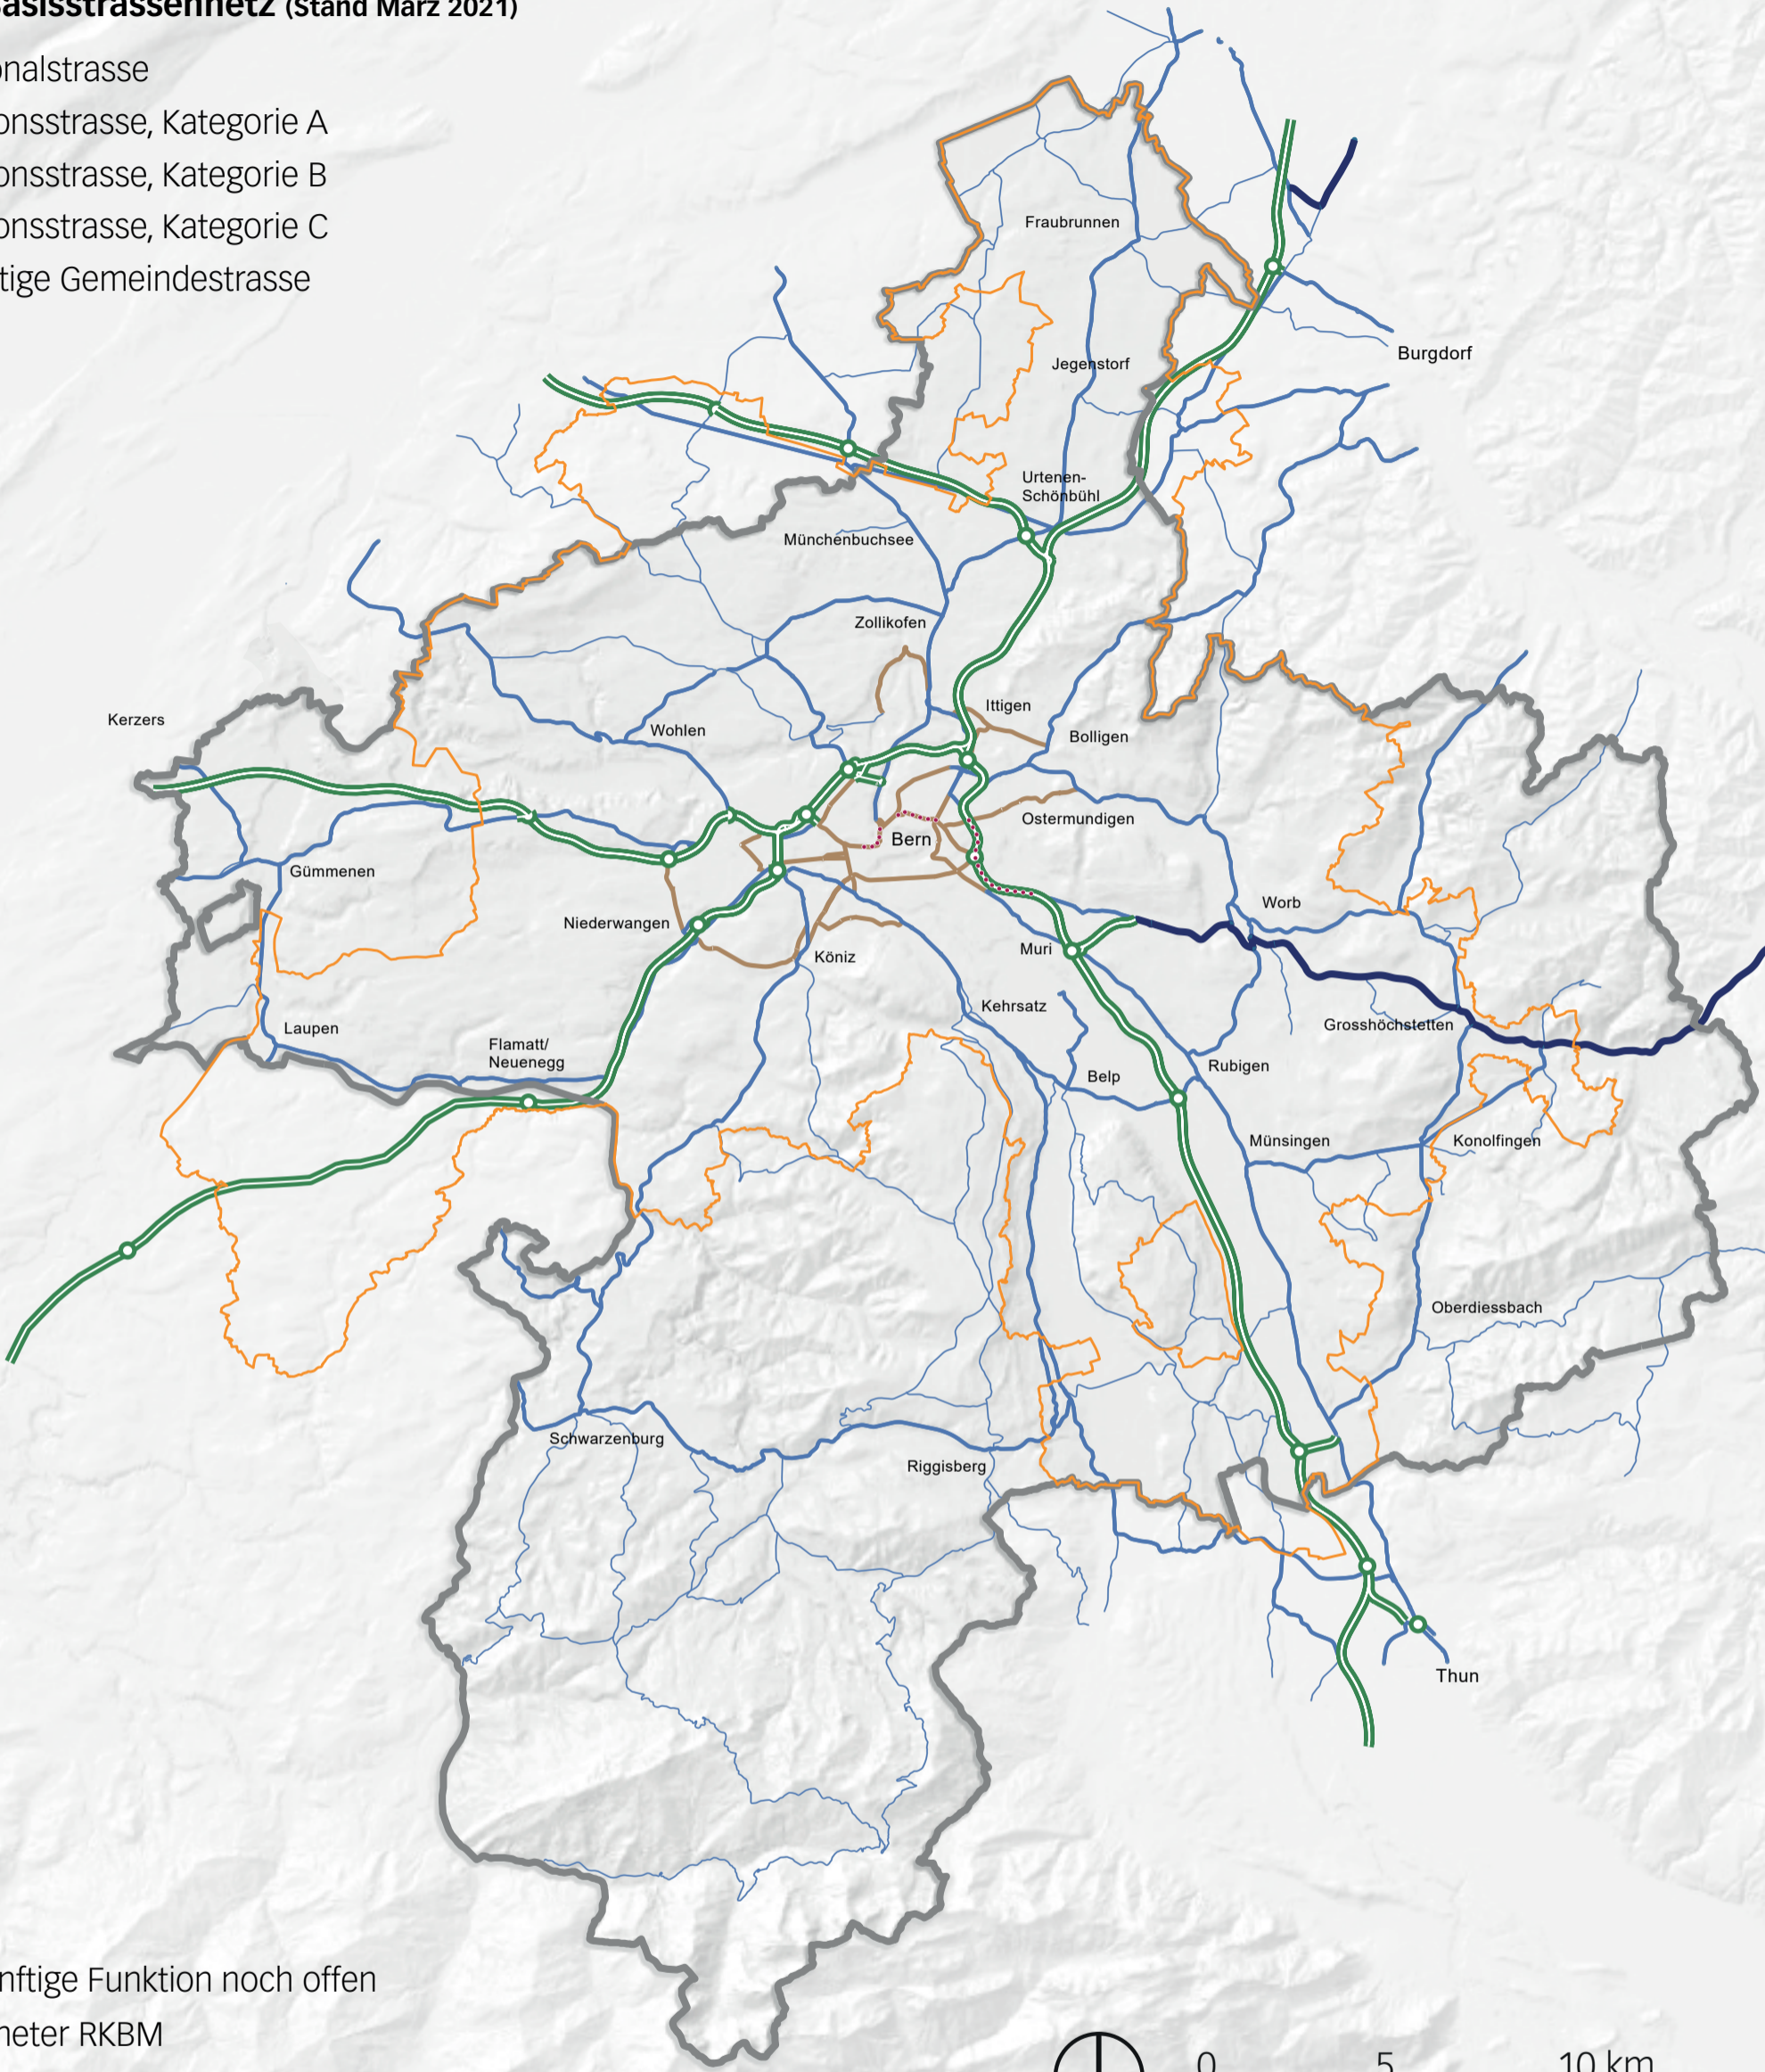 asisstrassennetz (Stand März 2021)
onalstrasse
onsstrasse, Kategorie A
onsstrasse, Kategorie B
onsstrasse, Kategorie C
tige Gemeindestrasse
Fraubrunnen
Burgdorf
Jegenstorf
Urtenen-
Schönbühl
Münchenbuchsee
Zollikofen
Ittigen
Kerzers
Wohlen
Bolligen
Ostermundigen
Bern
Gümmenen
Worb
Niederwangen
Muri
Köniz
Kehrsatz
Grosshöchstetten
Laupen
Flamatt/
Neuenegg
Rubigen
Belp
Münsingen
Konolfingen
Oberdiessbach
Schwarzenburg
Riggisberg
Thun
nftige Funktion noch offen
neter RKBM
0 5 10 km